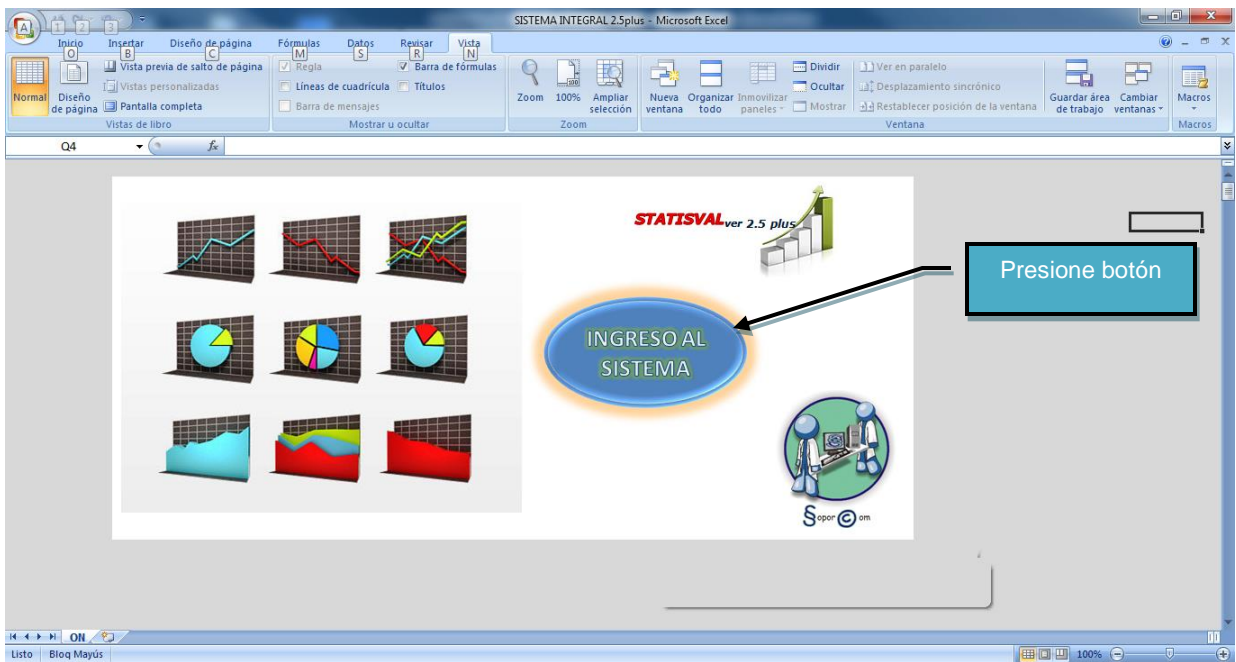 SISTEMA INTEGRAL 2.5plus - Microsoft Excel
1 2 3
Inicio Insertar Diseño de página Fórmulas Datos Revisar Vista
O B C M S R N
Normal
Diseño de página
Vista previa de salto de página
Vistas personalizadas
Pantalla completa
Vistas de libro
Regla
Barra de fórmulas
Líneas de cuadrícula
Títulos
Barra de mensajes
Mostrar u ocultar
Zoom
100%
Ampliar selección
Zoom
Nueva ventana
Organizar todo
Inmovilizar paneles
Dividir
Ocultar
Mostrar
Ver en paralelo
Desplazamiento sincrónico
Restablecer posición de la ventana
Guardar área de trabajo
Cambiar ventanas
Ventana
Macros
Macros
Q4
fx
STATISVAL ver 2.5 plus
Presione botón
INGRESO AL
SISTEMA
§opor©om
ON
Listo Bloq Mayús 100%